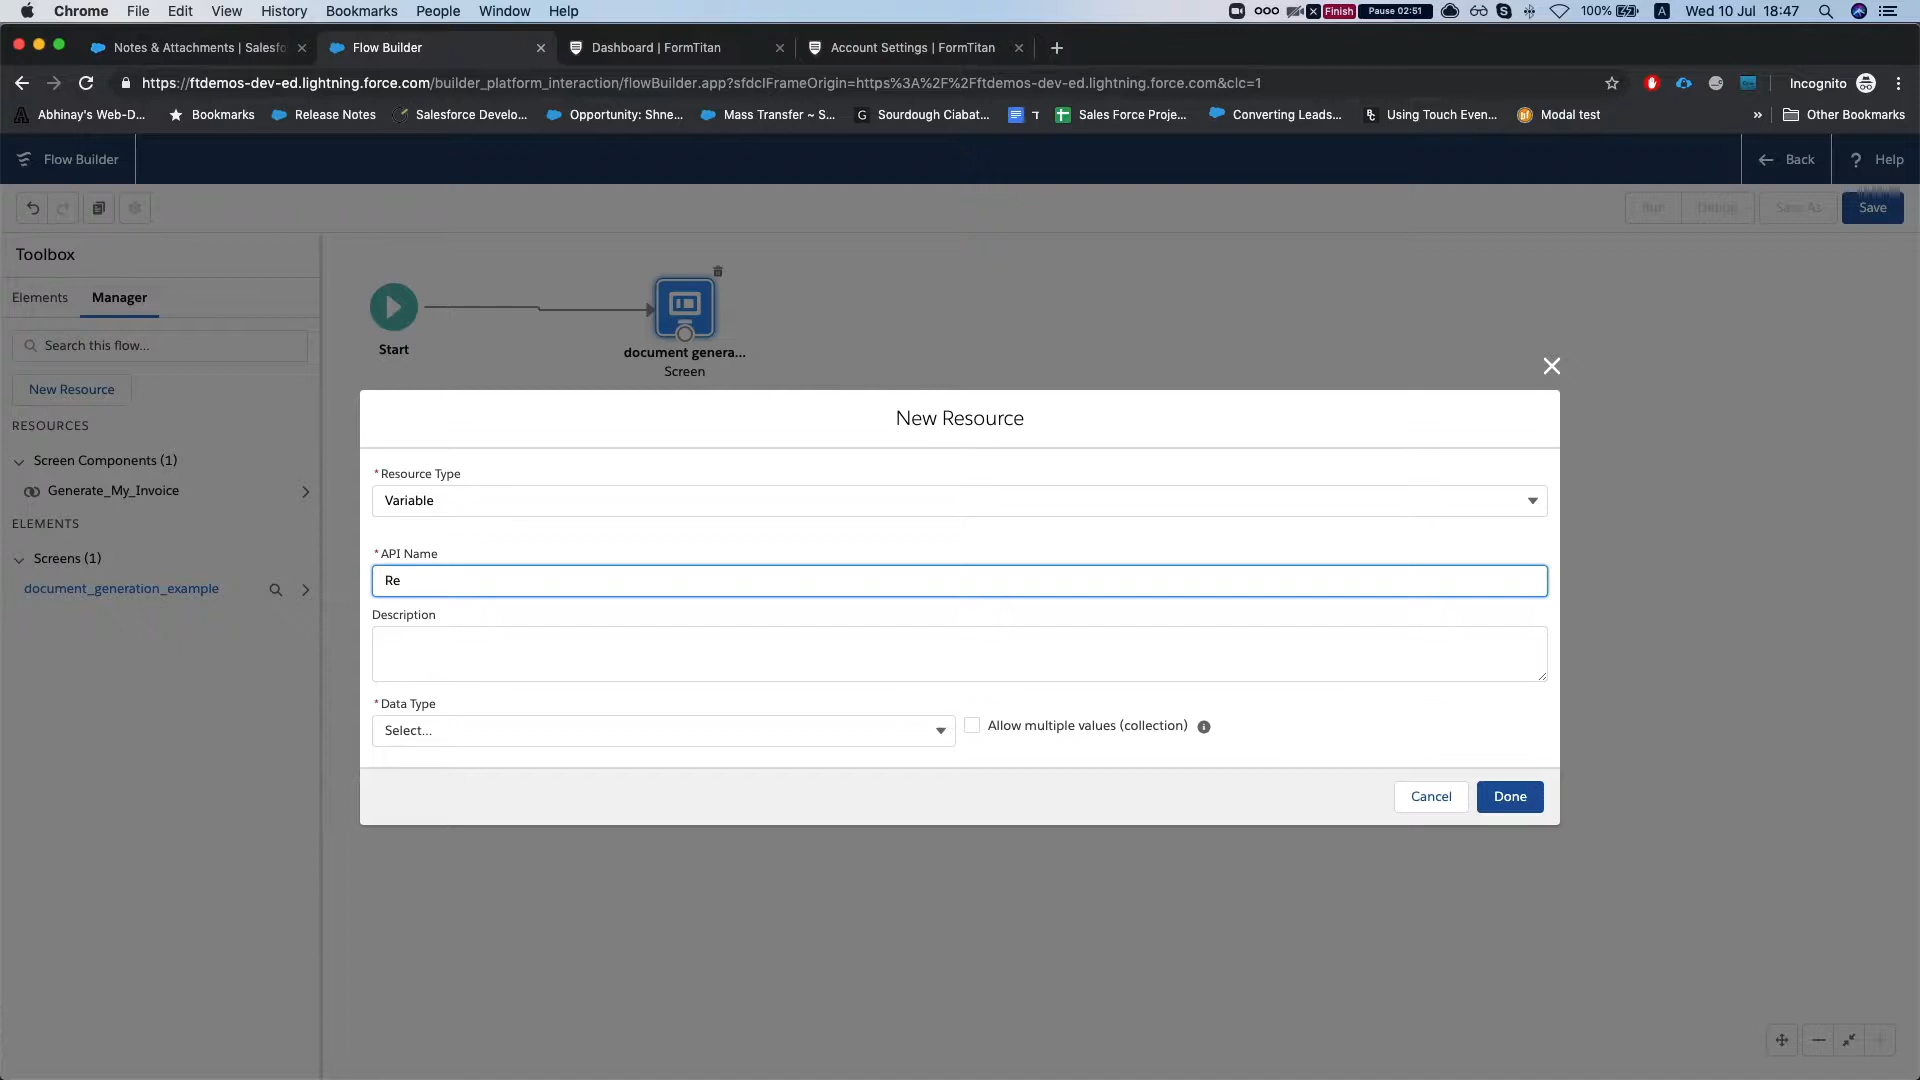 Chrome File Edit View History Bookmarks People Window Help Finish Pause 02:51 100% A Wed 10 Jul 18:47
Notes & Attachments | Salesfo Flow Builder Dashboard | FormTitan Account Settings | FormTitan
https://ftdemos-dev-ed.lightning.force.com/builder_platform_interaction/flowBuilder.app?sfdcIFrameOrigin=https%3A%2F%2Fftdemos-dev-ed.lightning.force.com&clc=1 Incognito
Abhinay's Web-D... Bookmarks Release Notes Salesforce Develo... Opportunity: Shne... Mass Transfer ~ S... G Sourdough Ciabat... T Sales Force Proje... Converting Leads... Using Touch Even... Modal test » Other Bookmarks
Flow Builder Back ? Help
Run Debug Save As Save
Toolbox
Elements Manager
Search this flow...
New Resource
RESOURCES
Screen Components (1)
Generate_My_Invoice
ELEMENTS
Screens (1)
document_generation_example
Start
document genera...
Screen
New Resource
* Resource Type
Variable
* API Name
Re
Description
* Data Type
Select...
Allow multiple values (collection)
Cancel Done